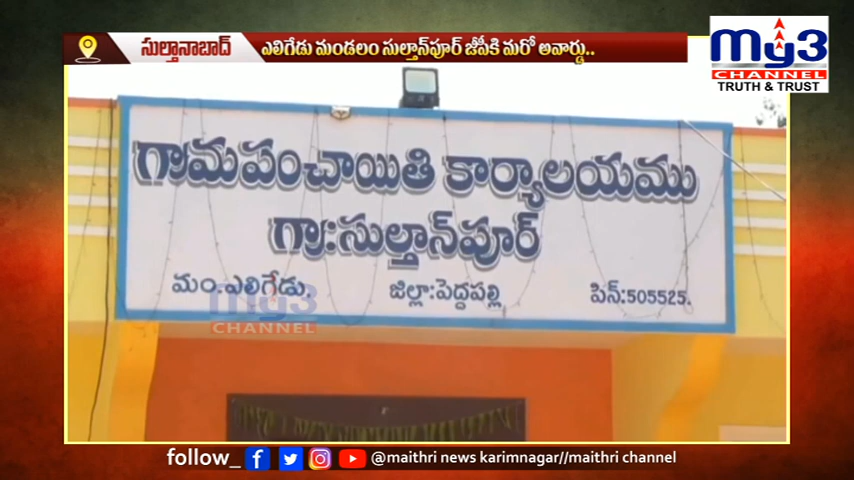 సుల్తానాబాద్ ఎలిగేడు మండలం సుల్తాన్‌పూర్ జీపీకి మరో అవార్డు..
my3
CHANNEL
TRUTH & TRUST
గ్రామపంచాయితి కార్యాలయము
గ్రా:సుల్తాన్‌పూర్
మం.ఎలిగేడు జిల్లా:పెద్దపల్లి పిన్:505525.
my3
CHANNEL
follow_ @maithri news karimnagar//maithri channel